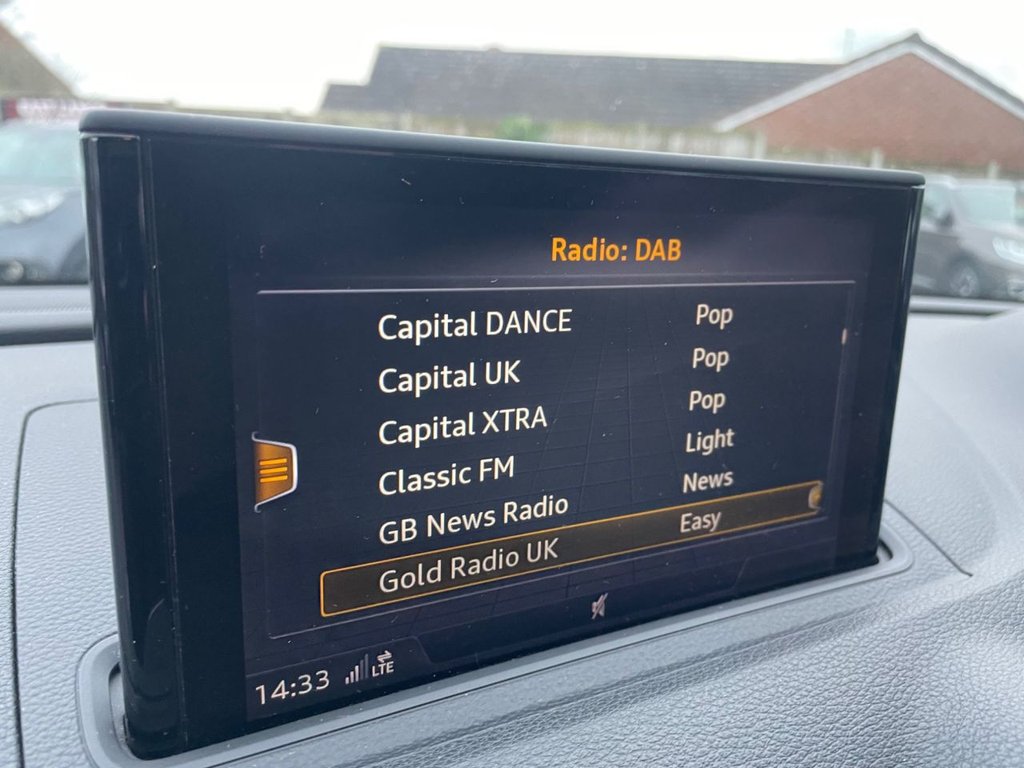 Radio: DAB
Capital DANCE Pop
Capital UK Pop
Capital XTRA Pop
Classic FM Light
GB News Radio News
Gold Radio UK Easy
14:33 LTE